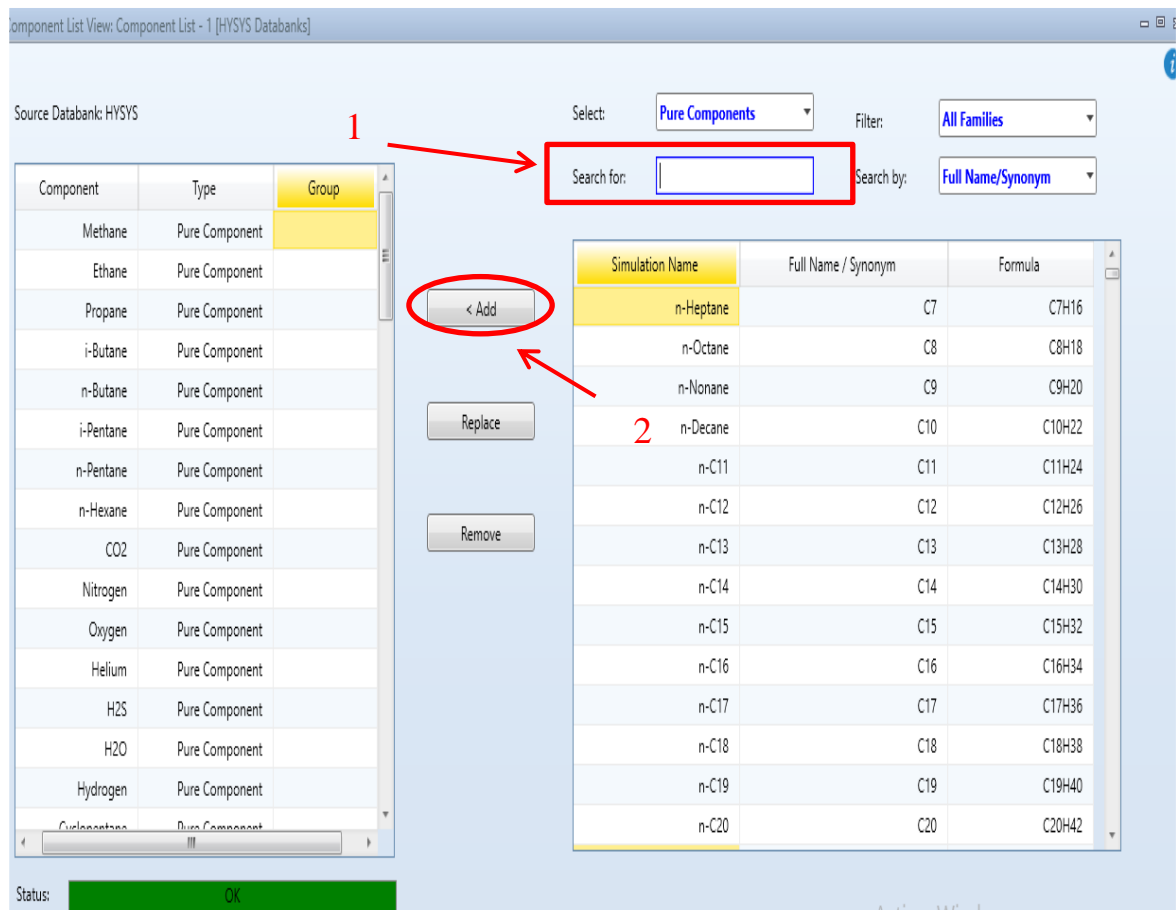 omponent List View: Component List - 1 [HYSYS Databanks]
Source Databank: HYSYS
1
Select: Pure Components Filter: All Families
Search for: Search by: Full Name/Synonym
Component Type Group
Methane Pure Component
Ethane Pure Component
Propane Pure Component
i-Butane Pure Component
n-Butane Pure Component
i-Pentane Pure Component
n-Pentane Pure Component
n-Hexane Pure Component
CO2 Pure Component
Nitrogen Pure Component
Oxygen Pure Component
Helium Pure Component
H2S Pure Component
H2O Pure Component
Hydrogen Pure Component
Cyclopentane Pure Component
< Add
Replace
Remove
2
Simulation Name Full Name / Synonym Formula
n-Heptane C7 C7H16
n-Octane C8 C8H18
n-Nonane C9 C9H20
n-Decane C10 C10H22
n-C11 C11 C11H24
n-C12 C12 C12H26
n-C13 C13 C13H28
n-C14 C14 C14H30
n-C15 C15 C15H32
n-C16 C16 C16H34
n-C17 C17 C17H36
n-C18 C18 C18H38
n-C19 C19 C19H40
n-C20 C20 C20H42
Status: OK